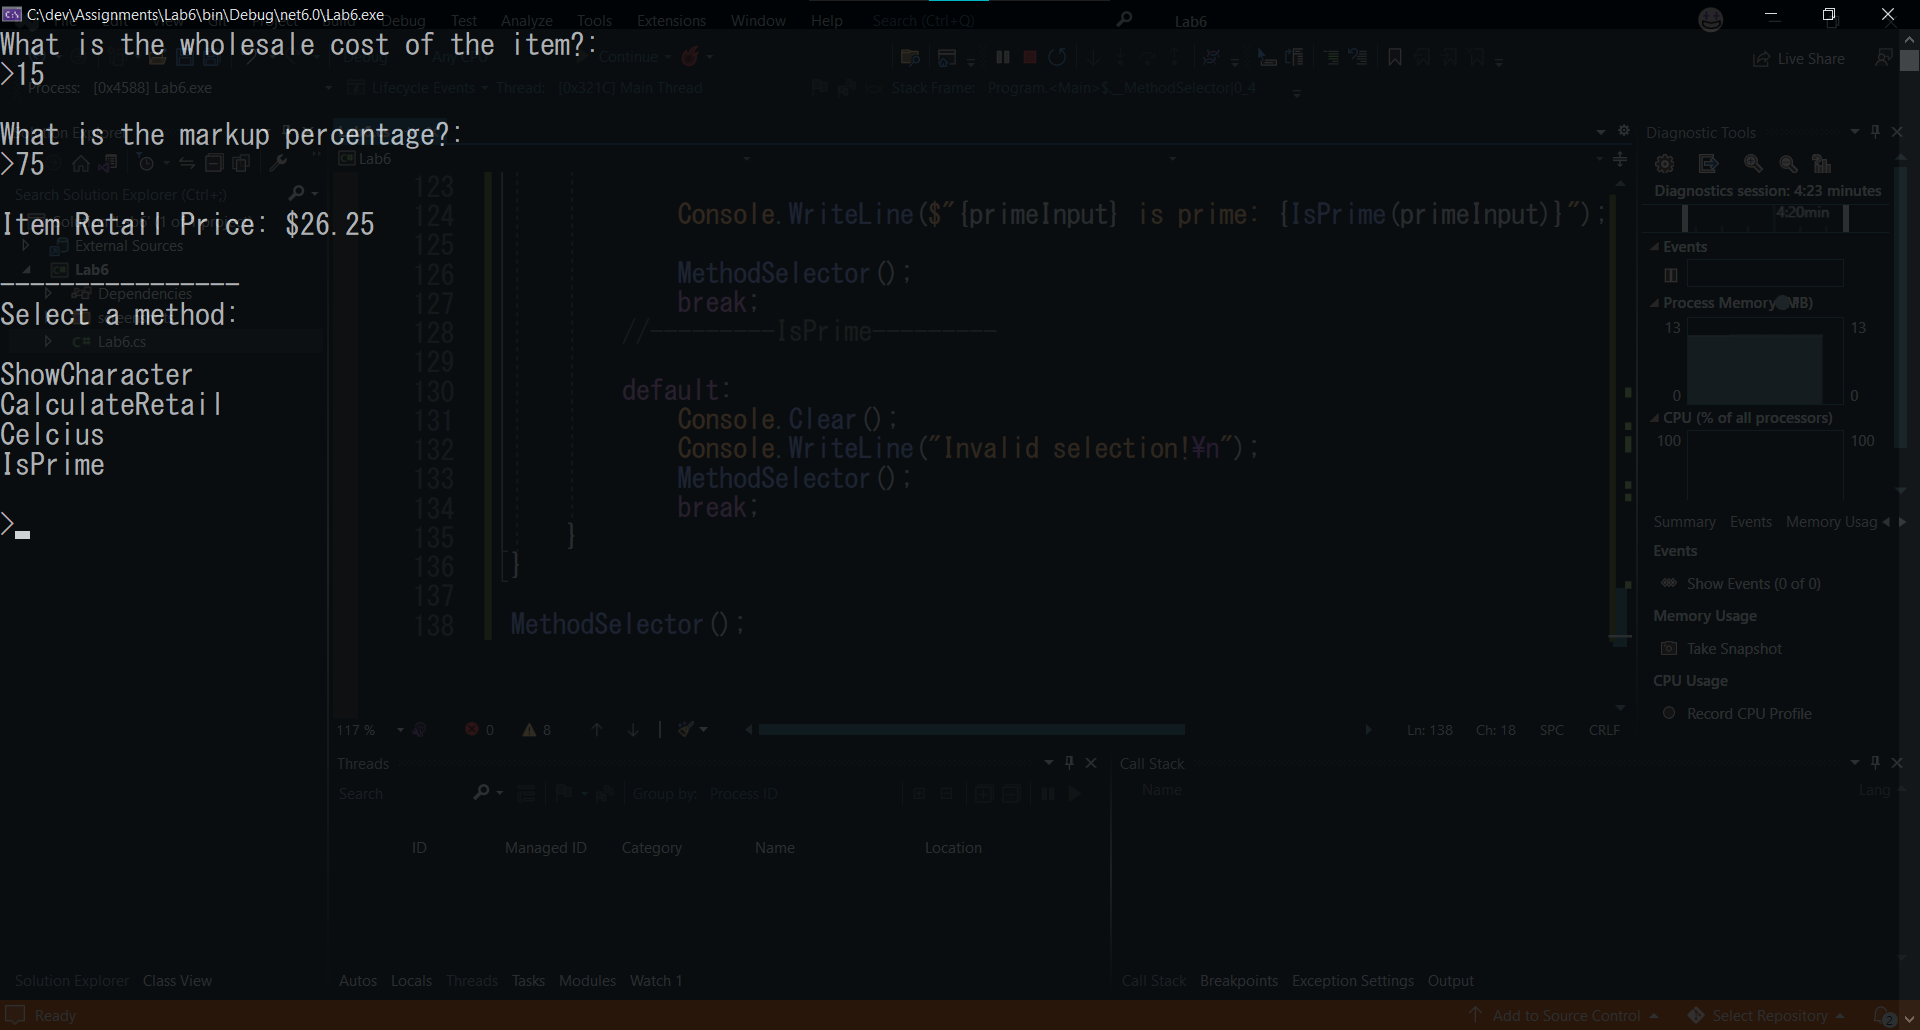 C:\dev\Assignments\Lab6\bin\Debug\net6.0\Lab6.exe
Debug Test Analyze Tools Extensions Window Help Search (Ctrl+Q) Lab6
What is the wholesale cost of the item?:
>15
Continue
Live Share
Process: [0x4588] Lab6.exe Lifecycle Events Thread: [0x321C] Main Thread Stack Frame: Program.<Main>$.__MethodSelector|0_4
What is the markup percentage?:
>75
Search Solution Explorer (Ctrl+;)
Item Retail Price: $26.25
External Sources
Lab6
----------------
Dependencies
Select a method:
Lab6.cs
ShowCharacter
CalculateRetail
Celcius
IsPrime
>
Lab6
123
124 Console.WriteLine($"{primeInput} is prime: {IsPrime(primeInput)}");
125
126 MethodSelector();
127 break;
128 //---------IsPrime---------
129
130 default:
131 Console.Clear();
132 Console.WriteLine("Invalid selection!¥n");
133 MethodSelector();
134 break;
135 }
136 }
137
138 MethodSelector();
117 % 0 8 Ln: 138 Ch: 18 SPC CRLF
Diagnostic Tools
Diagnostics session: 4:23 minutes
4:20min
Events
Process Memory (MB)
13 13
0 0
CPU (% of all processors)
100 100
Summary Events Memory Usag
Events
Show Events (0 of 0)
Memory Usage
Take Snapshot
CPU Usage
Record CPU Profile
Threads
Search Group by: Process ID
ID Managed ID Category Name Location
Call Stack
Name Lang
Solution Explorer Class View
Autos Locals Threads Tasks Modules Watch 1
Call Stack Breakpoints Exception Settings Output
Ready Add to Source Control Select Repository 2